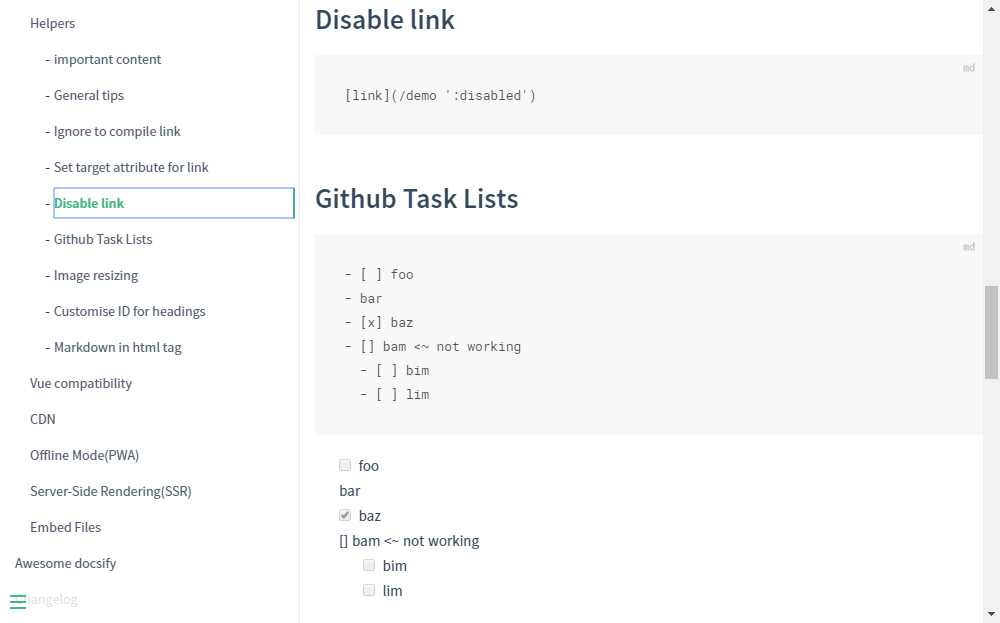 Helpers
- important content
- General tips
- Ignore to compile link
- Set target attribute for link
- Disable link
- Github Task Lists
- Image resizing
- Customise ID for headings
- Markdown in html tag
Vue compatibility
CDN
Offline Mode(PWA)
Server-Side Rendering(SSR)
Embed Files
Awesome docsify
Changelog
Disable link
md
[link](/demo ':disabled')
Github Task Lists
md
- [ ] foo
- bar
- [x] baz
- [] bam <~ not working
- [ ] bim
- [ ] lim
foo
bar
baz
[] bam <~ not working
bim
lim